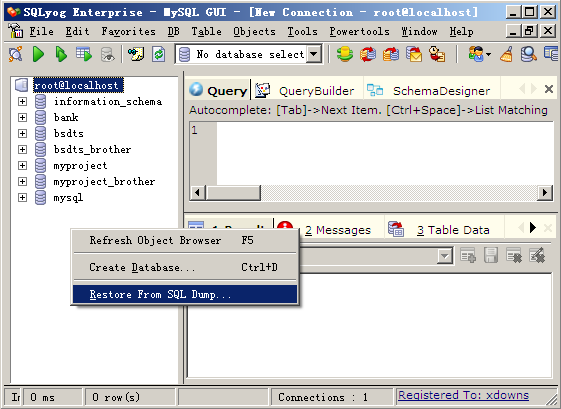 SQLyog Enterprise - MySQL GUI - [New Connection - root@localhost]
File Edit Favorites DB Table Objects Tools Powertools Window Help
No database select
root@localhost
information_schema
bank
bsdts
bsdts_brother
myproject
myproject_brother
mysql
Query QueryBuilder SchemaDesigner
Autocomplete: [Tab]->Next Item. [Ctrl+Space]->List Matching
1
2 Messages 3 Table Data
Refresh Object Browser F5
Create Database... Ctrl+D
Restore From SQL Dump...
0 ms 0 row(s) Connections : 1 Registered To: xdowns